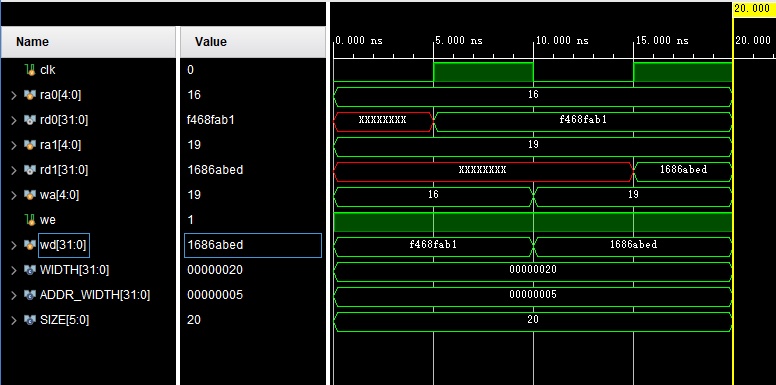 20.000
Name Value
0.000 ns 5.000 ns 10.000 ns 15.000 ns 20.000
clk 0
ra0[4:0] 16 16
rd0[31:0] f468fab1 XXXXXXXX f468fab1
ra1[4:0] 19 19
rd1[31:0] 1686abed XXXXXXXX 1686abed
wa[4:0] 19 16 19
we 1
wd[31:0] 1686abed f468fab1 1686abed
WIDTH[31:0] 00000020 00000020
ADDR_WIDTH[31:0] 00000005 00000005
SIZE[5:0] 20 20